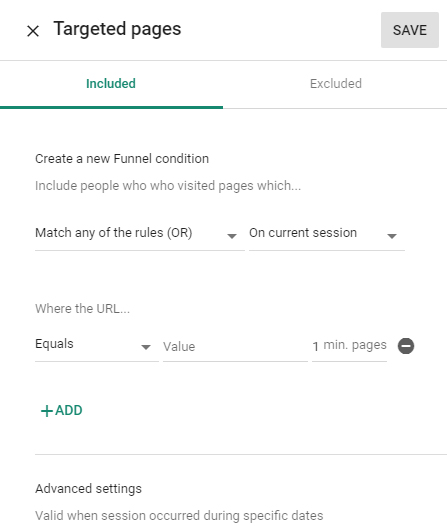 Targeted pages
SAVE
Included
Excluded
Create a new Funnel condition
Include people who who visited pages which...
Match any of the rules (OR)
On current session
Where the URL...
Equals
Value
1 min. pages
+ADD
Advanced settings
Valid when session occurred during specific dates